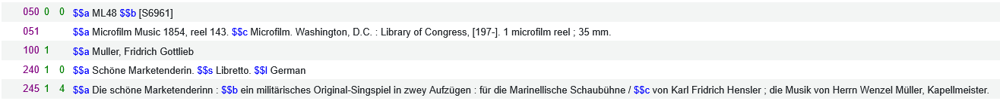 050 0 0 $$a ML48 $$b [S6961]
051 $$a Microfilm Music 1854, reel 143. $$c Microfilm. Washington, D.C. : Library of Congress, [197-]. 1 microfilm reel ; 35 mm.
100 1 $$a Muller, Fridrich Gottlieb
240 1 0 $$a Schöne Marketenderin. $$s Libretto. $$l German
245 1 4 $$a Die schöne Marketenderinn : $$b ein militärisches Original-Singspiel in zwey Aufzügen : für die Marinellische Schaubühne / $$c von Karl Fridrich Hensler ; die Musik von Herrn Wenzel Müller, Kapellmeister.